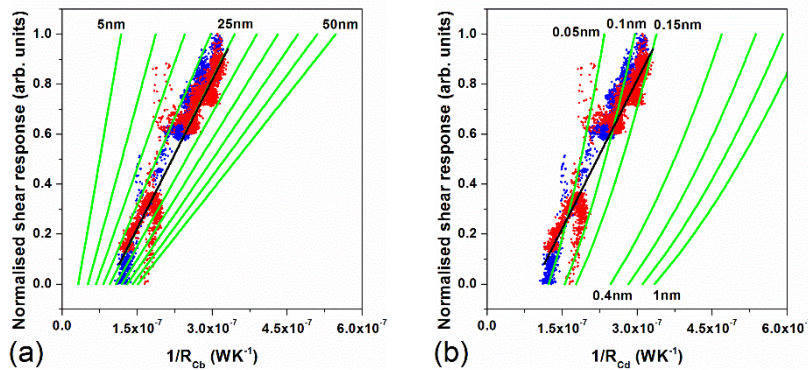 5nm 25nm 50nm
1.0
0.8
0.6
0.4
0.2
0.0
Normalised shear response (arb. units)
0.0 1.5x10⁻⁷ 3.0x10⁻⁷ 4.5x10⁻⁷ 6.0x10⁻⁷
1/R_Cb (WK⁻¹)
(a)
0.05nm 0.1nm 0.15nm
1.0
0.8
0.6
0.4
0.2
0.0
Normalised shear response (arb. units)
0.4nm 1nm
0.0 1.5x10⁻⁷ 3.0x10⁻⁷ 4.5x10⁻⁷ 6.0x10⁻⁷
1/R_Cd (WK⁻¹)
(b)